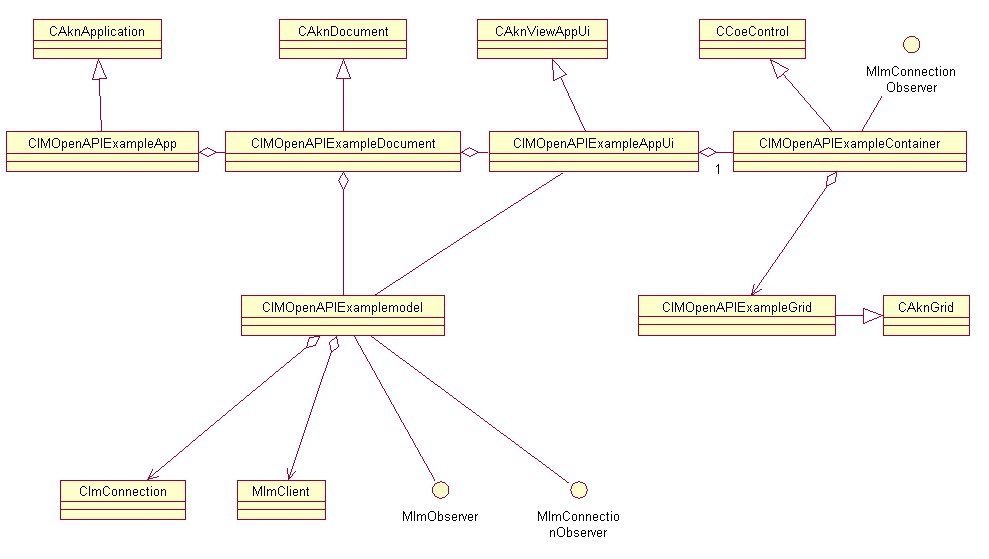 CAknApplication
CAknDocument
CAknViewAppUi
CCoeControl
MImConnection
Observer
CIMOpenAPIExampleApp
CIMOpenAPIExampleDocument
CIMOpenAPIExampleAppUi
CIMOpenAPIExampleContainer
1
CIMOpenAPIExamplemodel
CIMOpenAPIExampleGrid
CAknGrid
CImConnection
MImClient
MImObserver
MImConnectio
nObserver